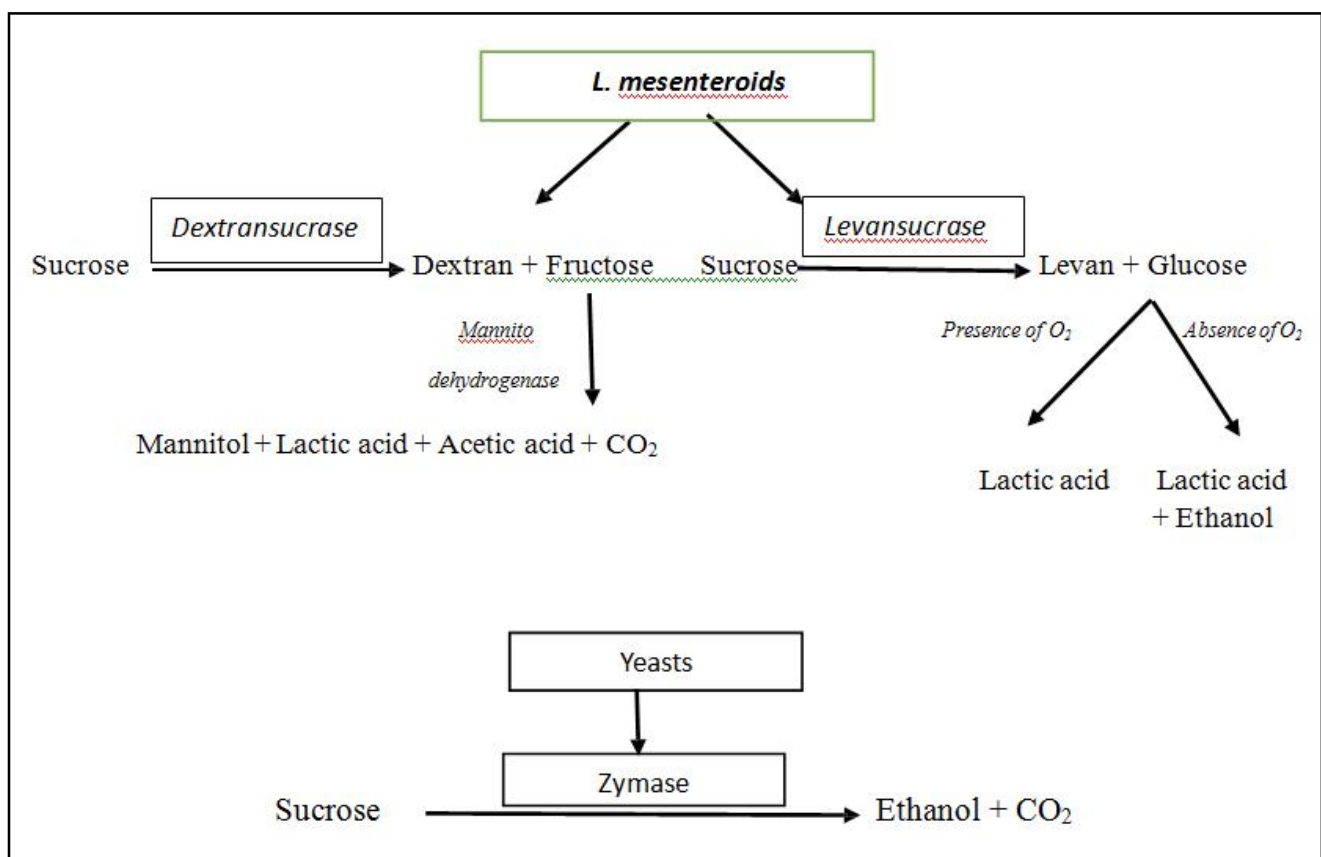 L. mesenteroids
Dextransucrase
Levansucrase
Sucrose
Dextran + Fructose
Sucrose
Levan + Glucose
Mannito
dehydrogenase
Presence of O₂
Absence of O₂
Mannitol + Lactic acid + Acetic acid + CO₂
Lactic acid
Lactic acid
+ Ethanol
Yeasts
Zymase
Sucrose
Ethanol + CO₂